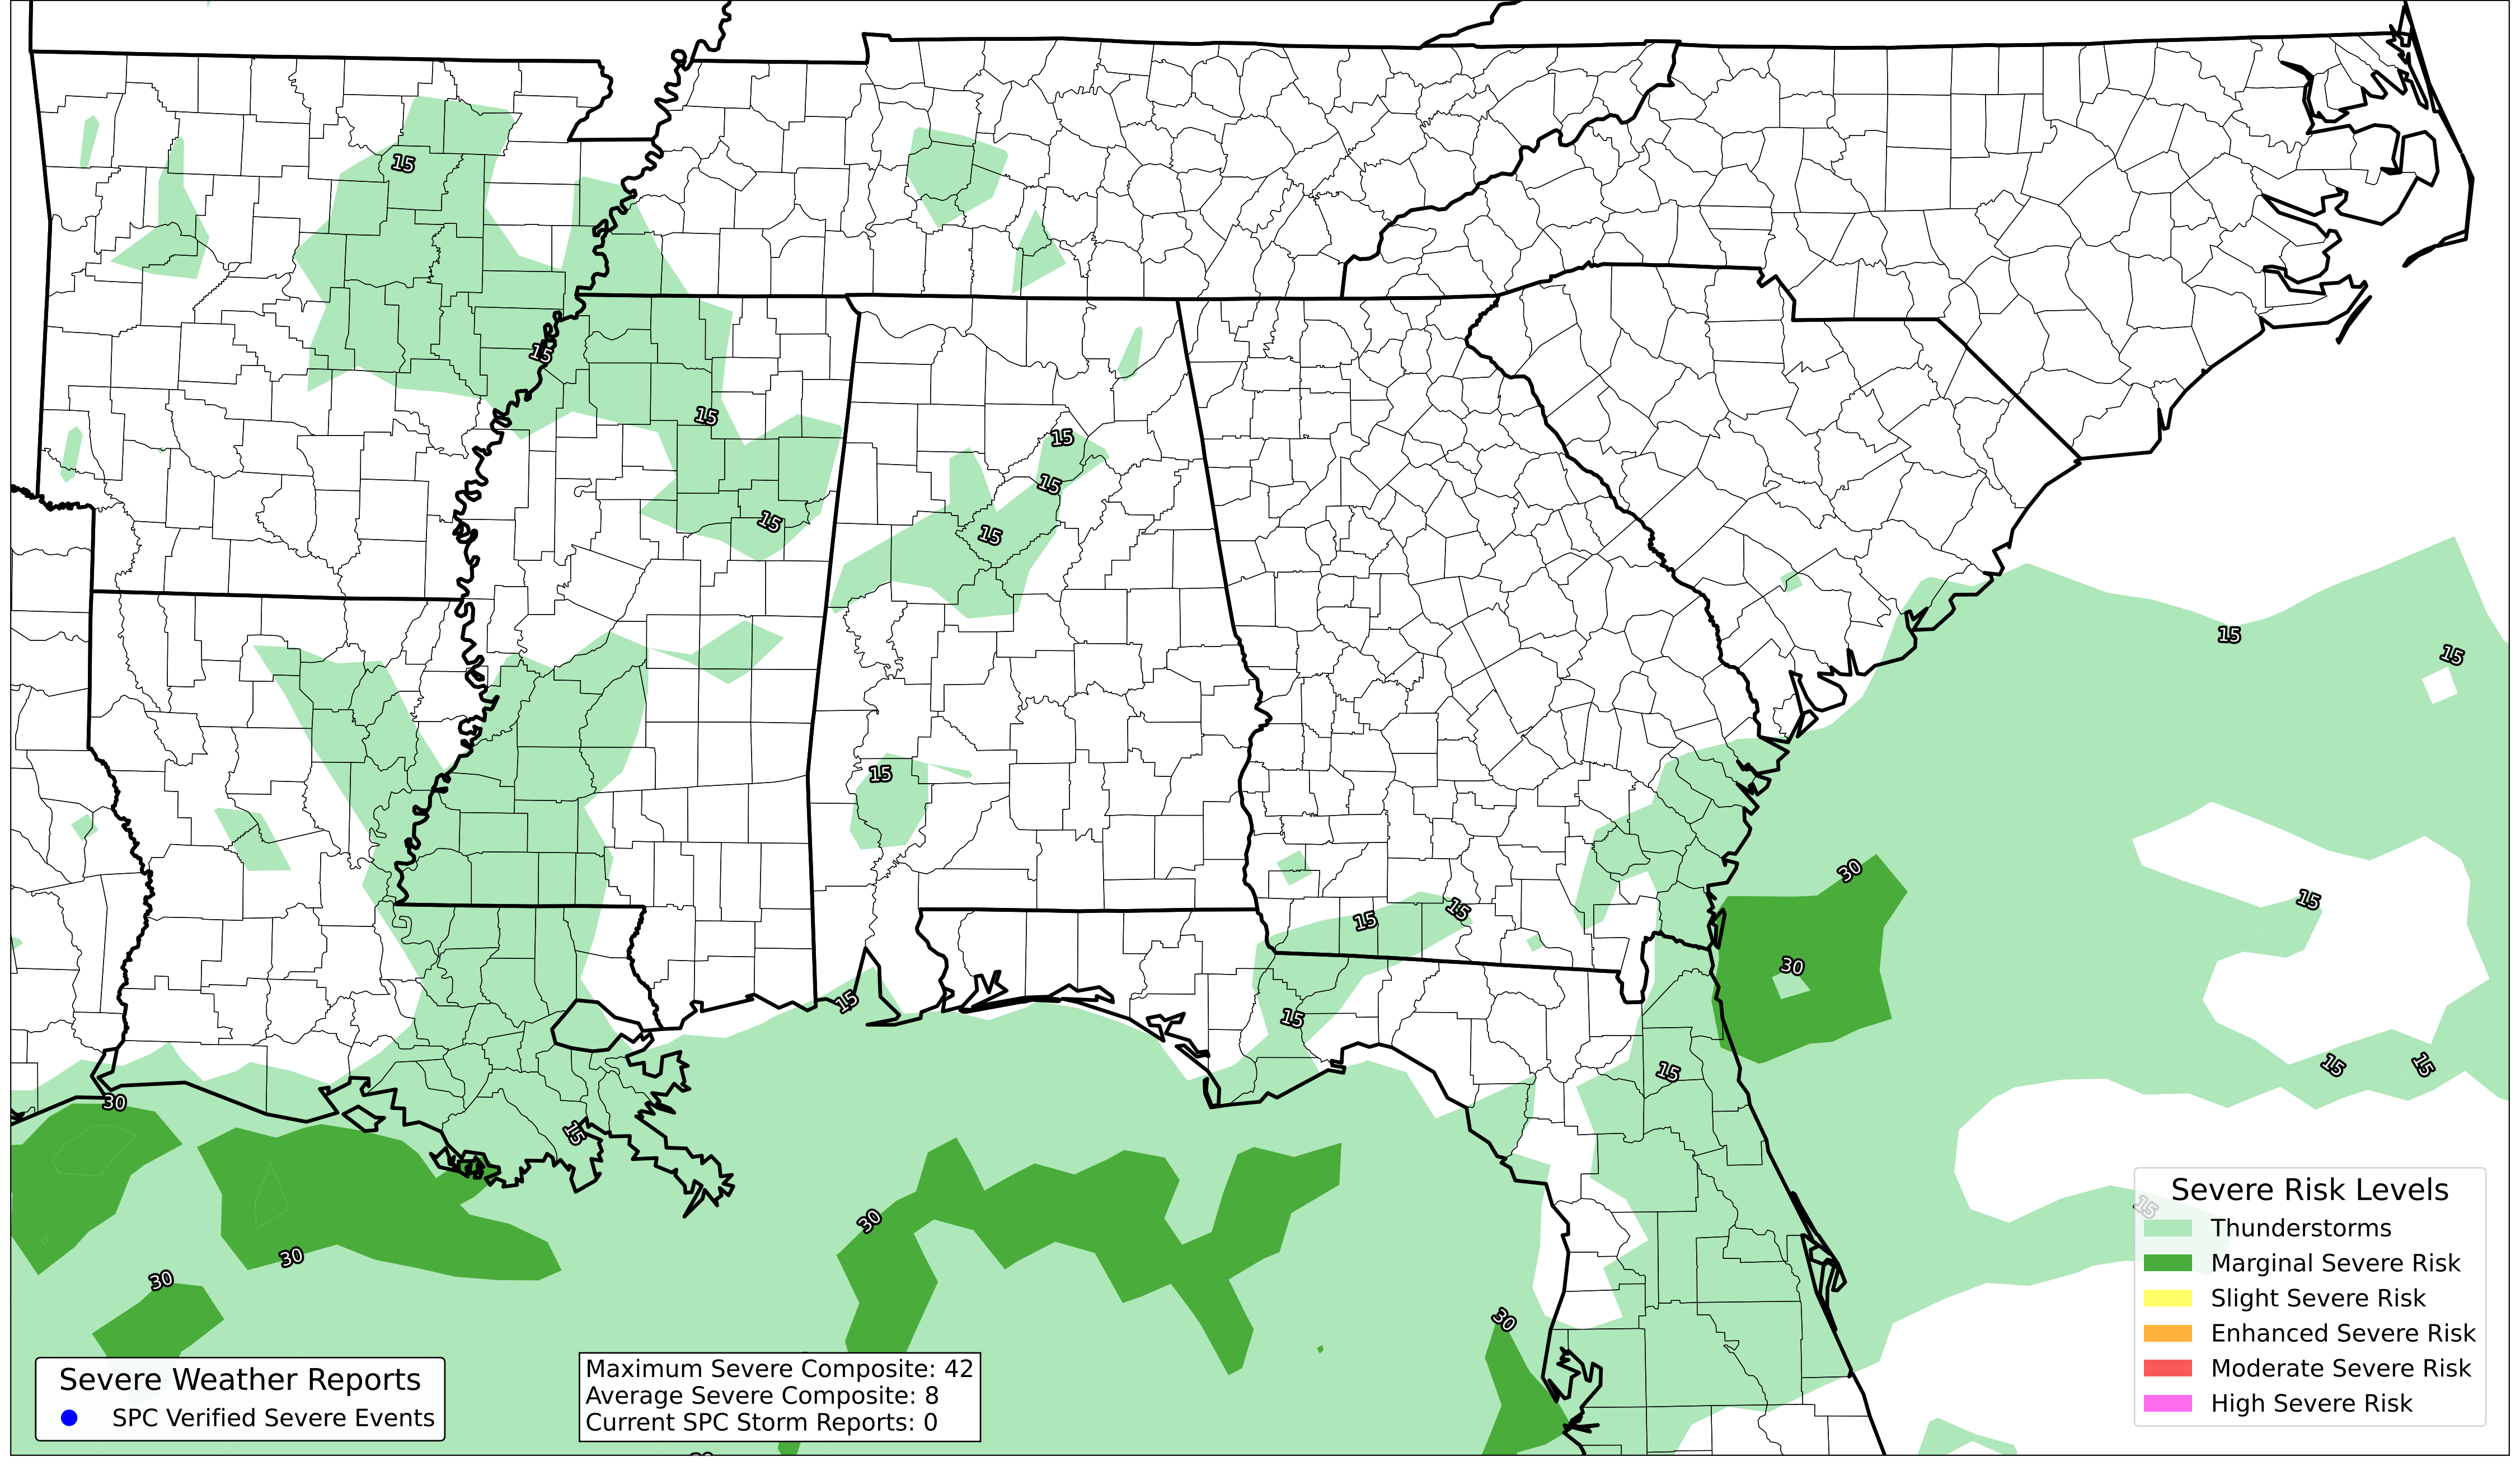 15
15
15
15
15
15
15
15
15
15
30
15
15
15
30
15
15
15
15
15
15
30
15
15
30
30
30
30
Severe Risk Levels
Thunderstorms
Marginal Severe Risk
Slight Severe Risk
Enhanced Severe Risk
Moderate Severe Risk
High Severe Risk
Severe Weather Reports
SPC Verified Severe Events
Maximum Severe Composite: 42
Average Severe Composite: 8
Current SPC Storm Reports: 0